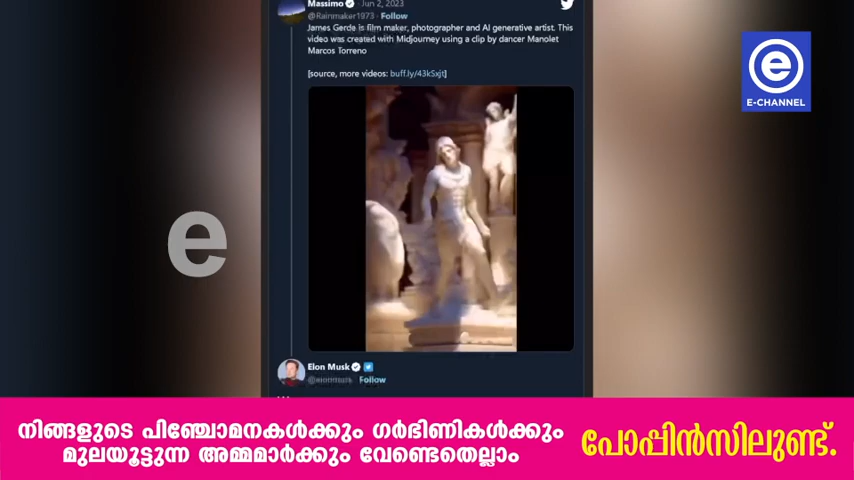 Massimo · Jun 2, 2023
@Rainmaker1973 · Follow
James Gerde is film maker, photographer and AI generative artist. This
video was created with Midjourney using a clip by dancer Manolet
Marcos Torreno
[source, more videos: buff.ly/43kSxjt]
e
E-CHANNEL
e
Elon Musk
@elonmusk · Follow
നിങ്ങളുടെ പിഞ്ചോമനകൾക്കും ഗർഭിണികൾക്കും
മുലയൂട്ടുന്ന അമ്മമാർക്കും വേണ്ടെതെല്ലാം
പോപ്പിൻസിലുണ്ട്.